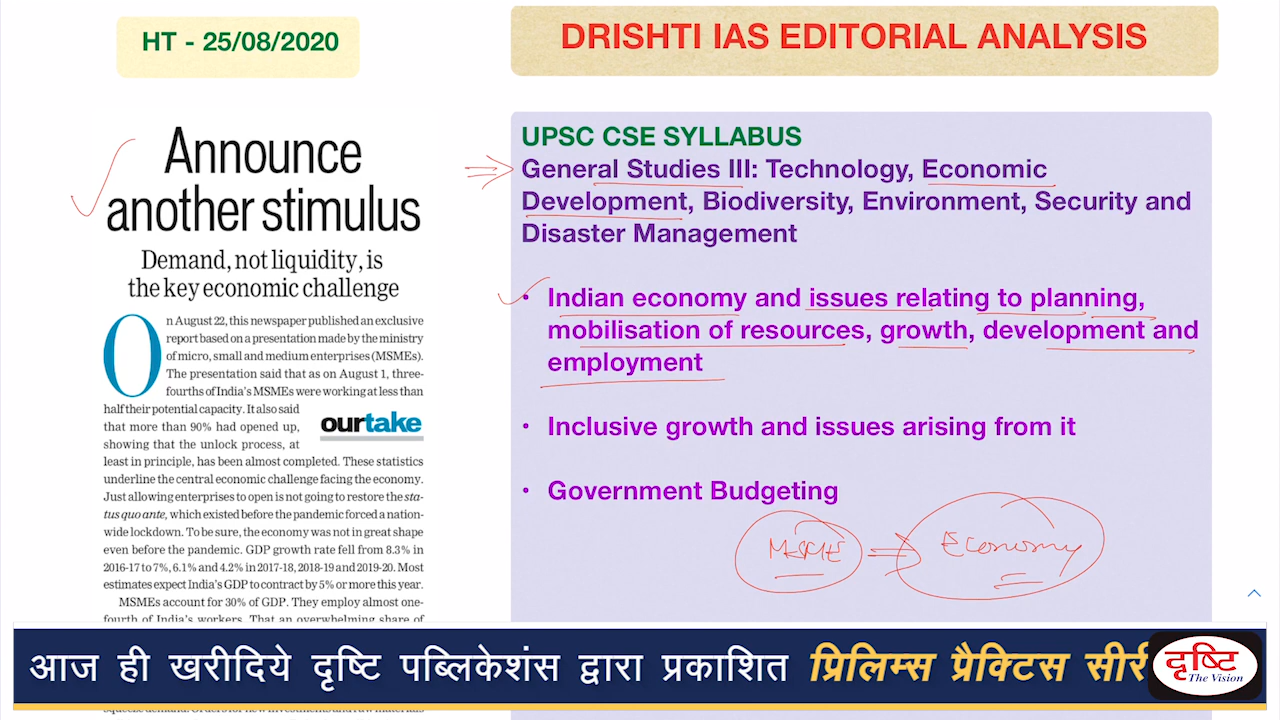 HT - 25/08/2020
DRISHTI IAS EDITORIAL ANALYSIS
Announce
another stimulus
Demand, not liquidity, is
the key economic challenge
On August 22, this newspaper published an exclusive
report based on a presentation made by the ministry
of micro, small and medium enterprises (MSMEs).
The presentation said that as on August 1, three-
fourths of India's MSMEs were working at less than
half their potential capacity. It also said
that more than 90% had opened up,
showing that the unlock process, at
ourtake
least in principle, has been almost completed. These statistics
underline the central economic challenge facing the economy.
Just allowing enterprises to open is not going to restore the sta-
tus quo ante, which existed before the pandemic forced a nation-
wide lockdown. To be sure, the economy was not in great shape
even before the pandemic. GDP growth rate fell from 8.3% in
2016-17 to 7%, 6.1% and 4.2% in 2017-18, 2018-19 and 2019-20. Most
estimates expect India's GDP to contract by 5% or more this year.
MSMEs account for 30% of GDP. They employ almost one-
fourth of India's workers. That an overwhelming share of
UPSC CSE SYLLABUS
General Studies III: Technology, Economic
Development, Biodiversity, Environment, Security and
Disaster Management
• Indian economy and issues relating to planning,
mobilisation of resources, growth, development and
employment
• Inclusive growth and issues arising from it
• Government Budgeting
MSME ⇒ Economy
आज ही खरीदिये दृष्टि पब्लिकेशंस द्वारा प्रकाशित प्रिलिम्स प्रैक्टिस
दृष्टि
The Vision